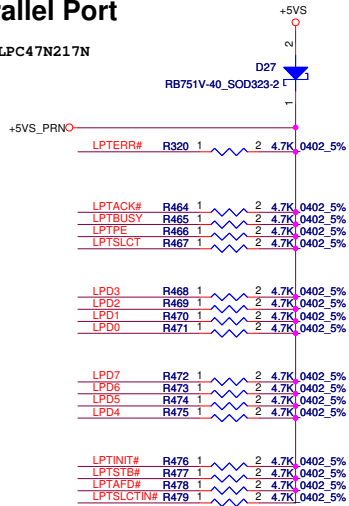 rallel Port
+5VS
LPC47N217N
2
D27
RB751V-40_SOD323-2
1
+5VS_PRN
LPTERR# R320 1 2 4.7K 0402_5%
LPTACK# R464 1 2 4.7K 0402_5%
LPTBUSY R465 1 2 4.7K 0402_5%
LPTPE R466 1 2 4.7K 0402_5%
LPTSLCT R467 1 2 4.7K 0402_5%
LPD3 R468 1 2 4.7K 0402_5%
LPD2 R469 1 2 4.7K 0402_5%
LPD1 R470 1 2 4.7K 0402_5%
LPD0 R471 1 2 4.7K 0402_5%
LPD7 R472 1 2 4.7K 0402_5%
LPD6 R473 1 2 4.7K 0402_5%
LPD5 R474 1 2 4.7K 0402_5%
LPD4 R475 1 2 4.7K 0402_5%
LPTINIT# R476 1 2 4.7K 0402_5%
LPTSTB# R477 1 2 4.7K 0402_5%
LPTAFD# R478 1 2 4.7K 0402_5%
LPTSLCTIN# R479 1 2 4.7K 0402_5%